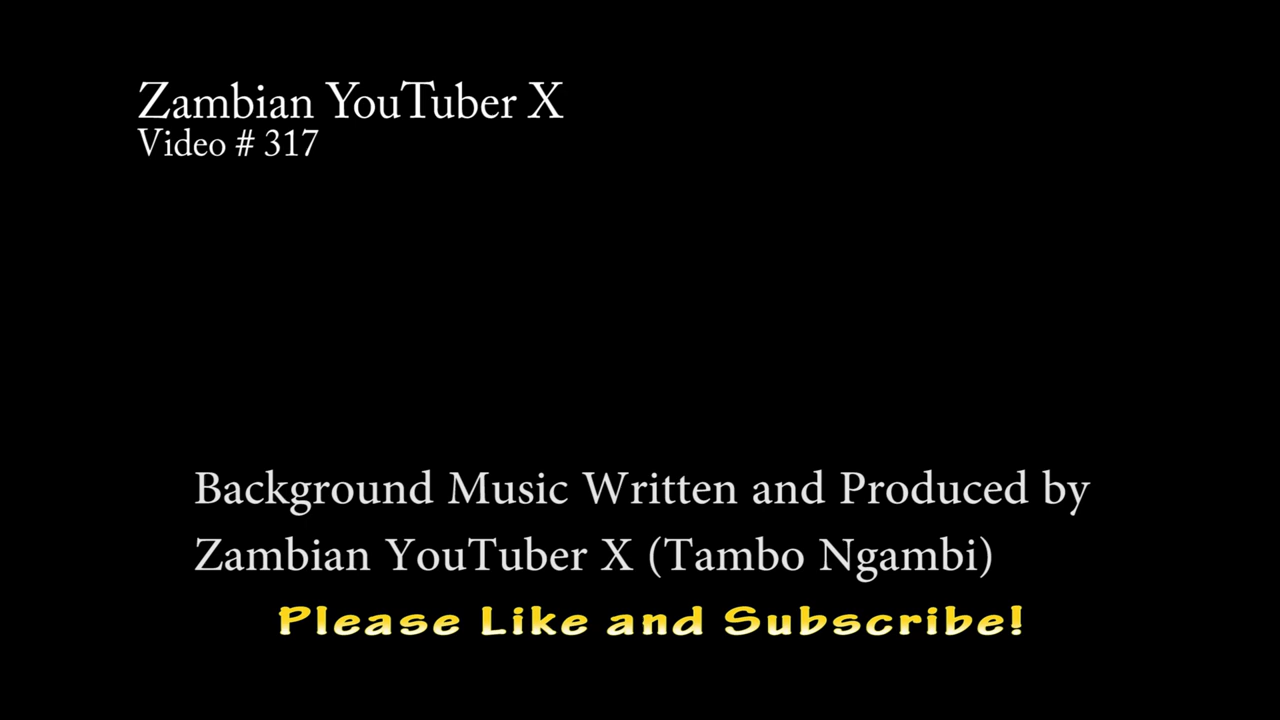 Zambian YouTuber X
Video # 317
Background Music Written and Produced by
Zambian YouTuber X (Tambo Ngambi)
Please Like and Subscribe!